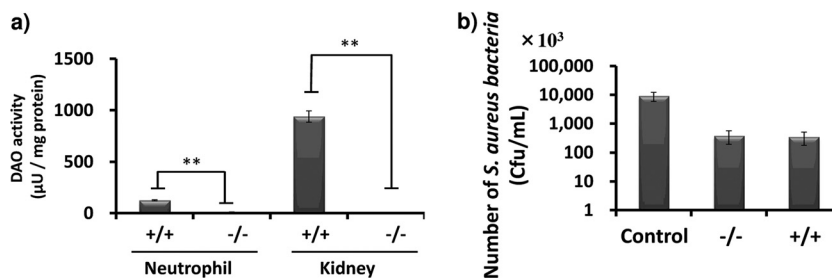 a)
DAO activity
(µU / mg protein)
1500
1000
500
0
**
**
+/+ -/- +/+ -/-
Neutrophil Kidney
b)
×10³
Number of S. aureus bacteria
(Cfu/mL)
100,000
10,000
1,000
100
10
1
Control -/- +/+